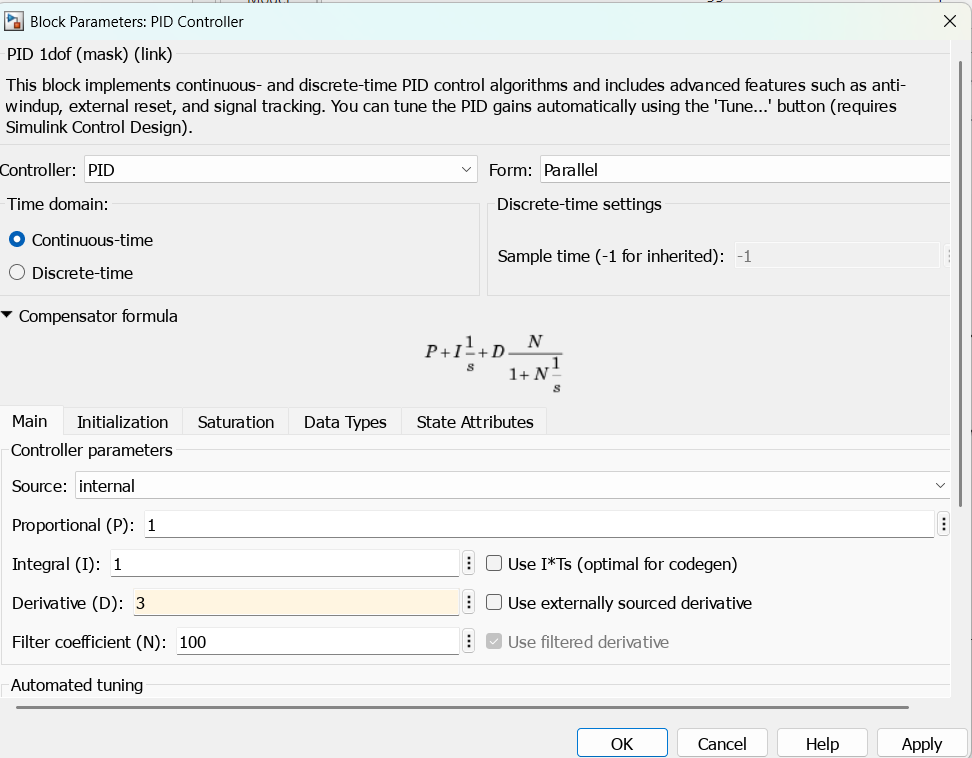 Block Parameters: PID Controller
PID 1dof (mask) (link)
This block implements continuous- and discrete-time PID control algorithms and includes advanced features such as anti-
windup, external reset, and signal tracking. You can tune the PID gains automatically using the 'Tune...' button (requires
Simulink Control Design).
Controller: PID Form: Parallel
Time domain: Discrete-time settings
Continuous-time
Sample time (-1 for inherited): -1
Discrete-time
Compensator formula
P + I 1/s + D N/(1 + N 1/s)
Main Initialization Saturation Data Types State Attributes
Controller parameters
Source: internal
Proportional (P): 1
Integral (I): 1 Use I*Ts (optimal for codegen)
Derivative (D): 3 Use externally sourced derivative
Filter coefficient (N): 100 Use filtered derivative
Automated tuning
OK Cancel Help Apply